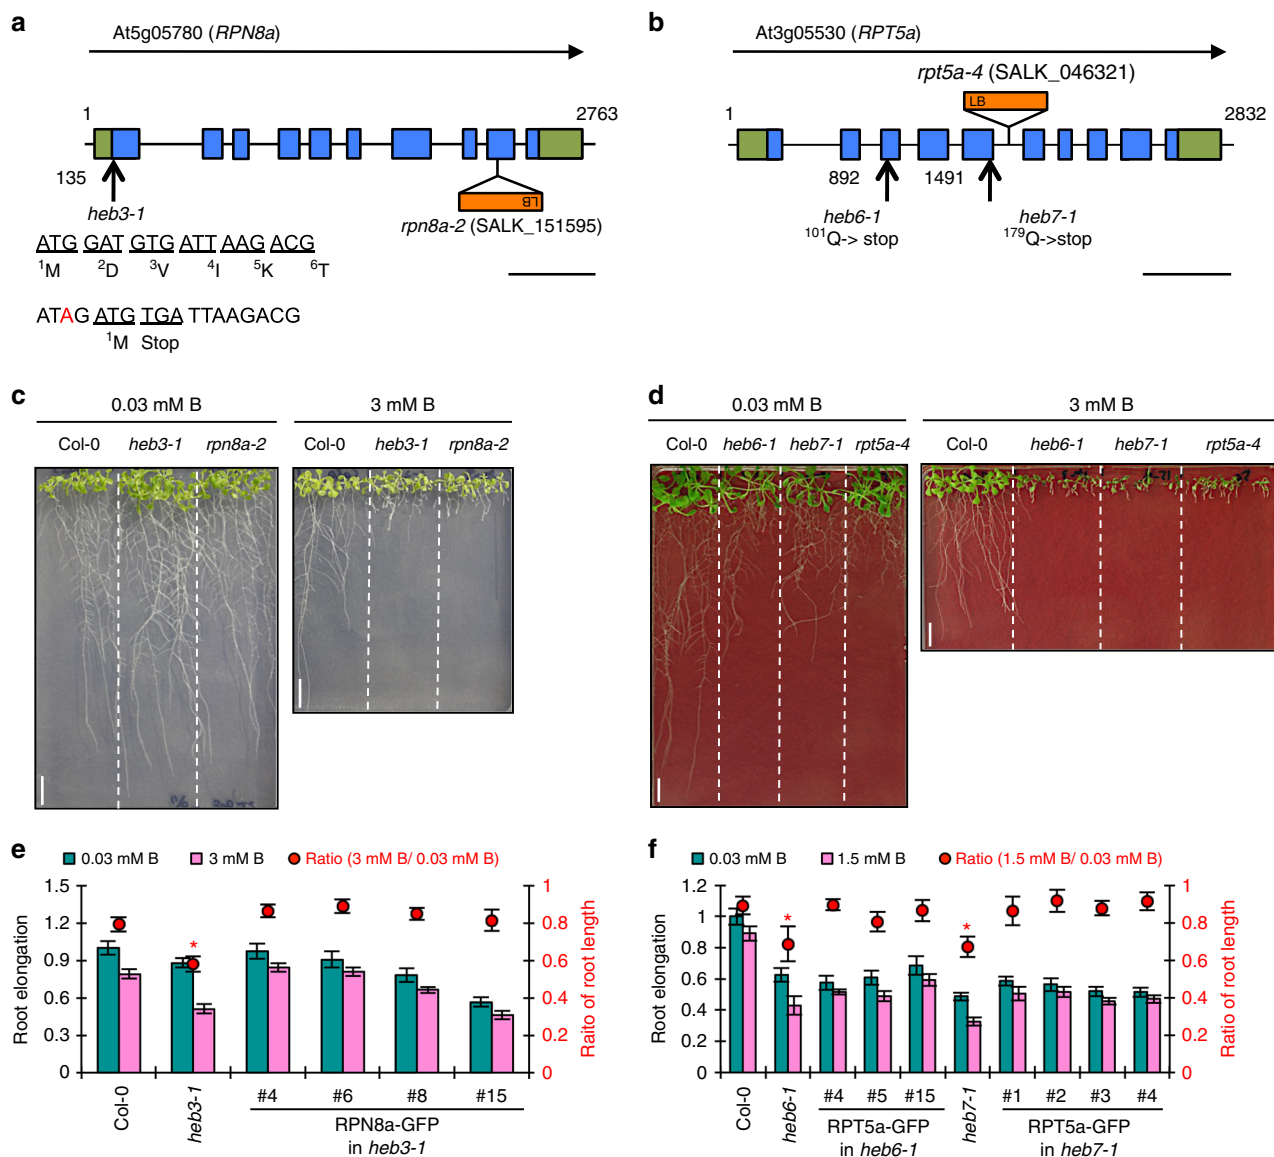 a
At5g05780 (RPN8a)
1
2763
135
heb3-1
LB
rpn8a-2 (SALK_151595)
ATG GAT GTG ATT AAG ACG
1M 2D 3V 4I 5K 6T
ATAG ATG TGA TTAAGACG
1M Stop
b
At3g05530 (RPT5a)
rpt5a-4 (SALK_046321)
LB
1
2832
892
1491
heb6-1
101Q-> stop
heb7-1
179Q->stop
c
0.03 mM B
3 mM B
Col-0 heb3-1 rpn8a-2
Col-0 heb3-1 rpn8a-2
d
0.03 mM B
3 mM B
Col-0 heb6-1 heb7-1 rpt5a-4
Col-0 heb6-1 heb7-1 rpt5a-4
e
0.03 mM B
3 mM B
Ratio (3 mM B/ 0.03 mM B)
Root elongation
1.5
1.2
0.9
0.6
0.3
0
*
1
0.8
0.6
0.4
0.2
0
Raito of root length
Col-0
heb3-1
#4 #6 #8 #15
RPN8a-GFP
in heb3-1
f
0.03 mM B
1.5 mM B
Ratio (1.5 mM B/ 0.03 mM B)
Root elongation
1.2
1
0.8
0.6
0.4
0.2
0
*
*
1
0.8
0.6
0.4
0.2
0
Ratio of root length
Col-0
heb6-1
#4 #5 #15
RPT5a-GFP
in heb6-1
heb7-1
#1 #2 #3 #4
RPT5a-GFP
in heb7-1